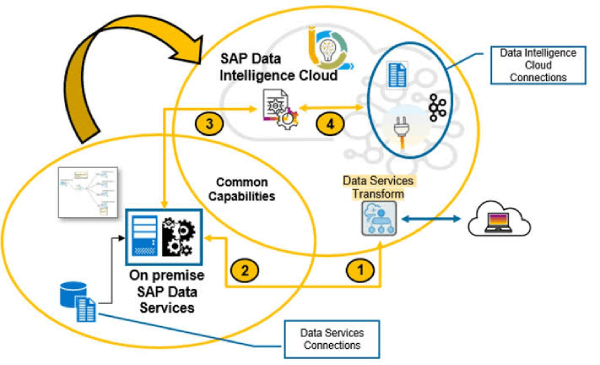 SAP Data
Intelligence Cloud
Data Intelligence
Cloud
Connections
3
4
Common
Capabilities
Data Services
Transform
On premise
SAP Data
Services
2
1
Data Services
Connections